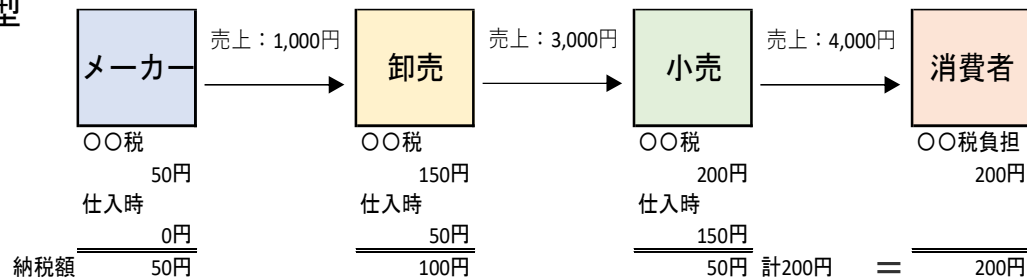 型
売上：1,000円
売上：3,000円
売上：4,000円
メーカー
卸売
小売
消費者
〇〇税
〇〇税
〇〇税
〇〇税負担
50円
150円
200円
200円
仕入時
仕入時
仕入時
0円
50円
150円
納税額
50円
100円
50円
計200円
＝
200円